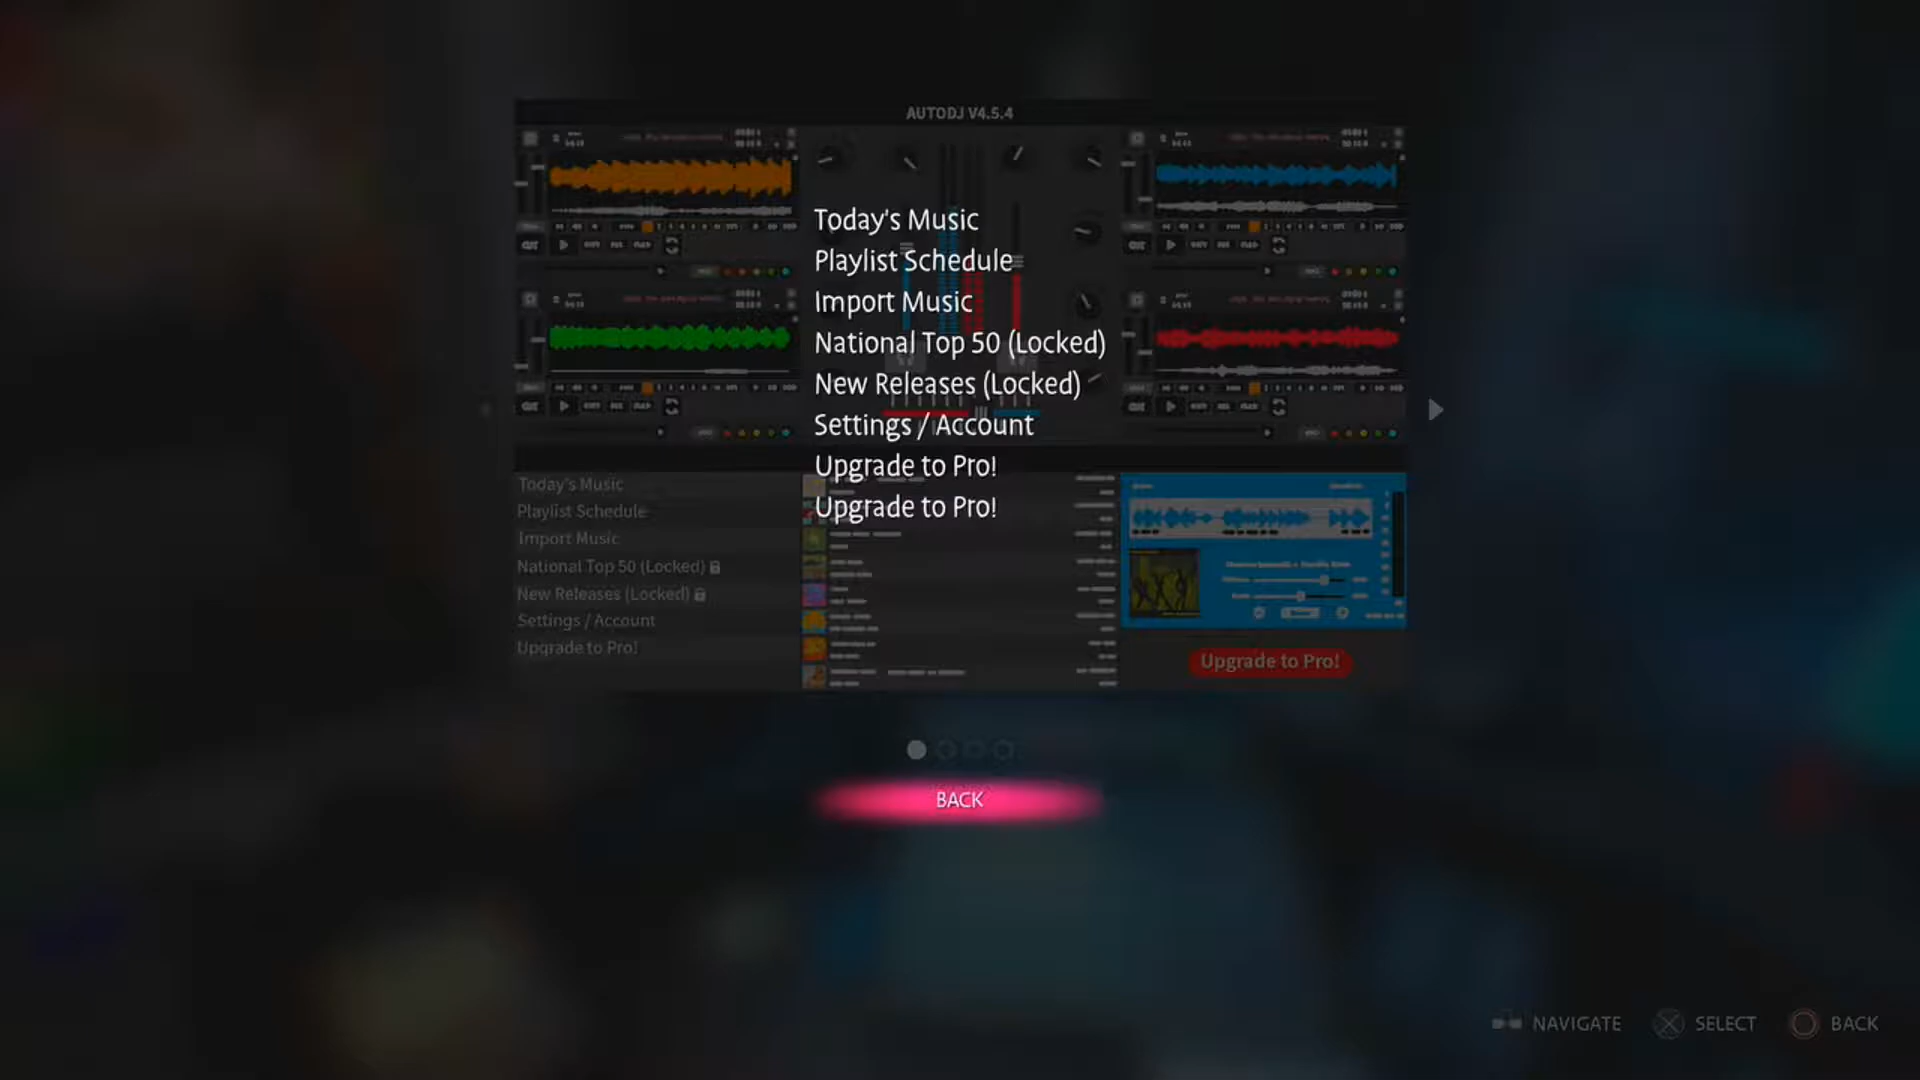 AUTODJ V4.5.4
Today's Music
Playlist Schedule
Import Music
National Top 50 (Locked)
New Releases (Locked)
Settings / Account
Upgrade to Pro!
Upgrade to Pro!
Today's Music
Playlist Schedule
Import Music
National Top 50 (Locked)
New Releases (Locked)
Settings / Account
Upgrade to Pro!
Upgrade to Pro!
BACK
NAVIGATE
SELECT
BACK